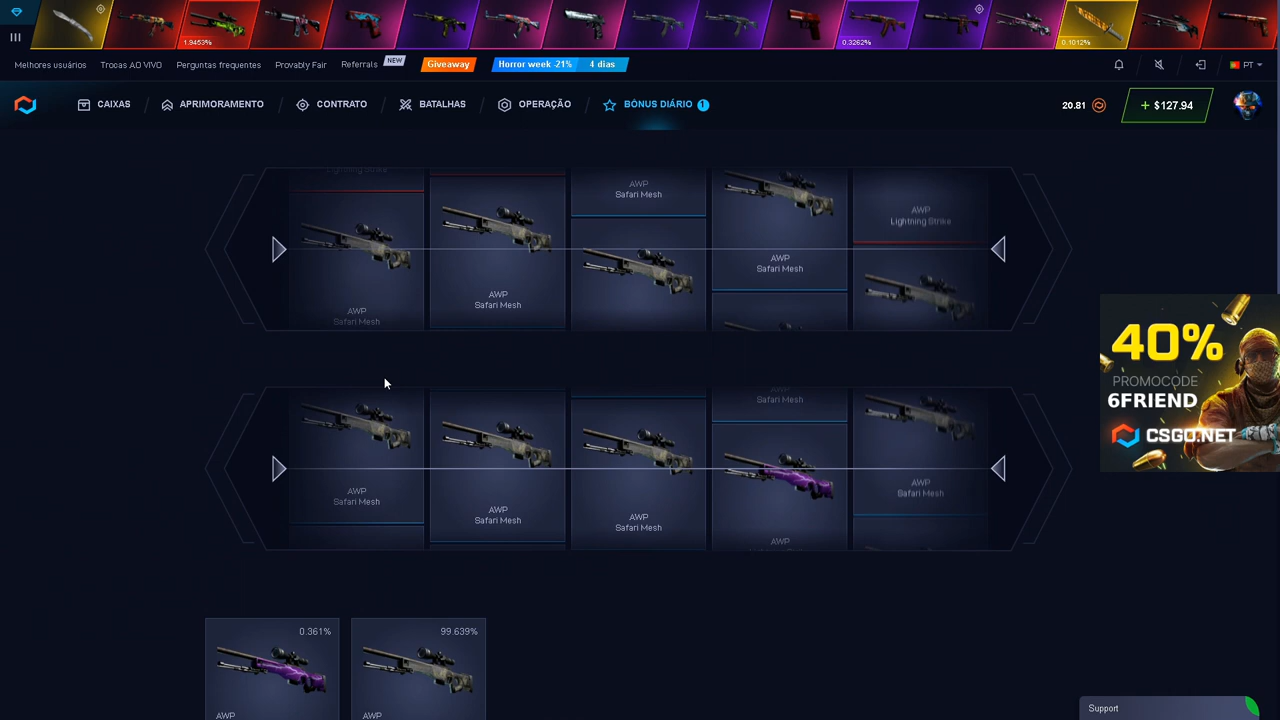 1.9453%
0.3262%
0.1012%
Melhores usuários
Trocas AO VIVO
Perguntas frequentes
Provably Fair
Referrals
NEW
Giveaway
Horror week -21%
4 dias
PT
CAIXAS
APRIMORAMENTO
CONTRATO
BATALHAS
OPERAÇÃO
BÓNUS DIÁRIO
1
20.81
+ $127.94
Lightning Strike
AWP
Safari Mesh
AWP
Safari Mesh
AWP
Safari Mesh
AWP
Safari Mesh
AWP
Lightning Strike
40%
PROMOCODE
6FRIEND
CSGO.NET
AWP
Safari Mesh
AWP
Safari Mesh
AWP
Safari Mesh
AWP
Safari Mesh
AWP
AWP
Safari Mesh
0.361%
AWP
99.639%
AWP
Support